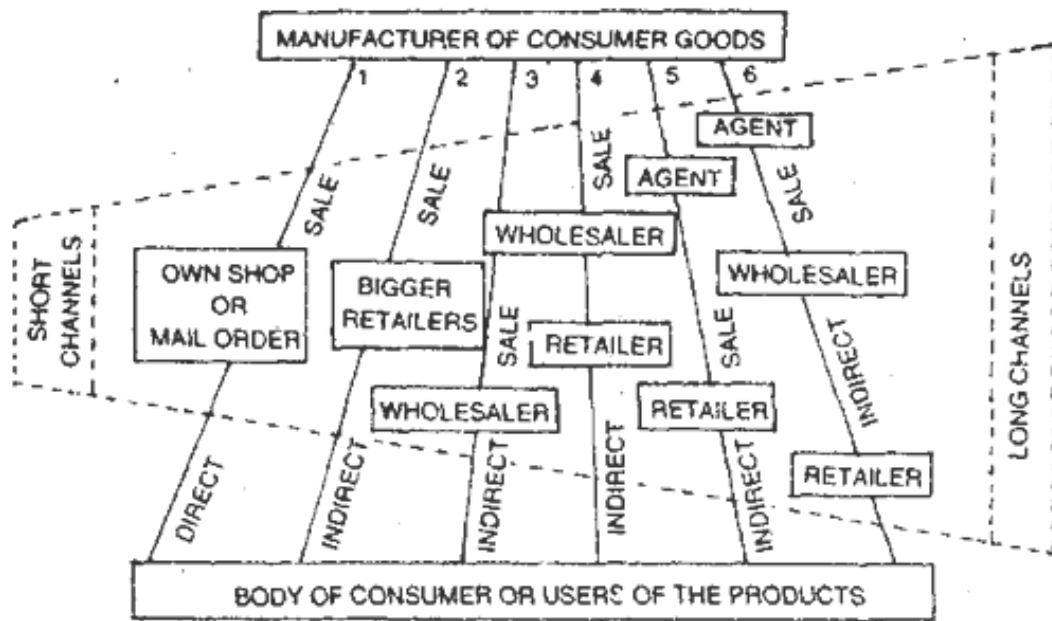 MANUFACTURER OF CONSUMER GOODS
1 2 3 4 5 6
AGENT
AGENT
SALE
SALE
SALE
SALE
WHOLESALER
OWN SHOP
OR
MAIL ORDER
BIGGER
RETAILERS
WHOLESALER
SHORT
CHANNELS
LONG CHANNELS
SALE
RETAILER
SALE
INDIRECT
WHOLESALER
RETAILER
RETAILER
DIRECT
INDIRECT
INDIRECT
INDIRECT
INDIRECT
BODY OF CONSUMER OR USERS OF THE PRODUCTS